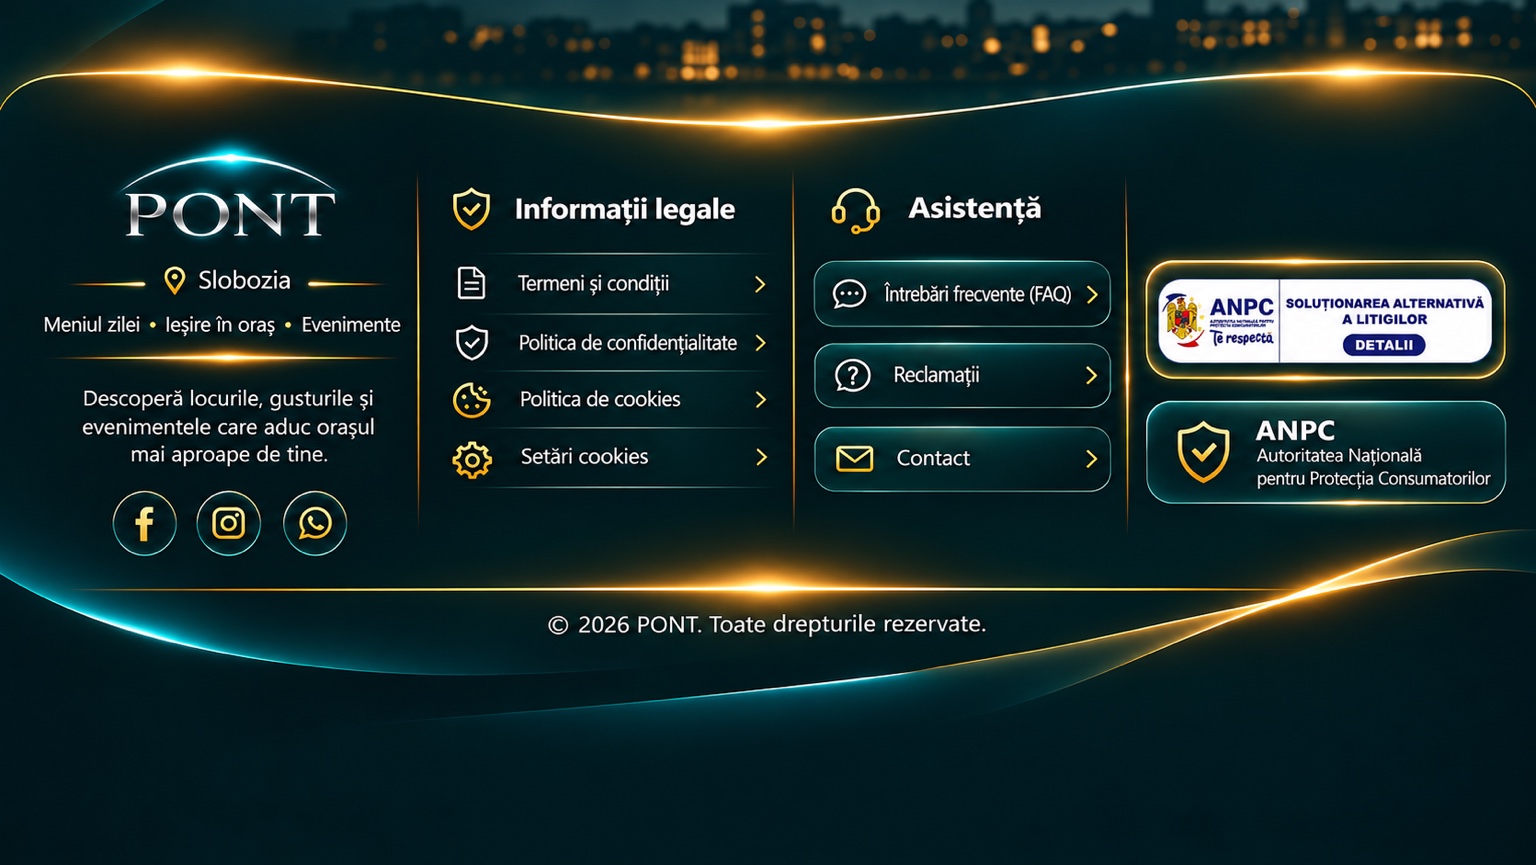 PONT
Slobozia
Meniul zilei • Ieșire în oraș • Evenimente
Descoperă locurile, gusturile și
evenimentele care aduc orașul
mai aproape de tine.
Informații legale
Termeni și condiții
Politica de confidențialitate
Politica de cookies
Setări cookies
Asistență
Întrebări frecvente (FAQ)
Reclamații
Contact
ANPC
Te respectă
SOLUȚIONAREA ALTERNATIVĂ
A LITIGILOR
DETALII
ANPC
Autoritatea Națională
pentru Protecția Consumatorilor
© 2026 PONT. Toate drepturile rezervate.